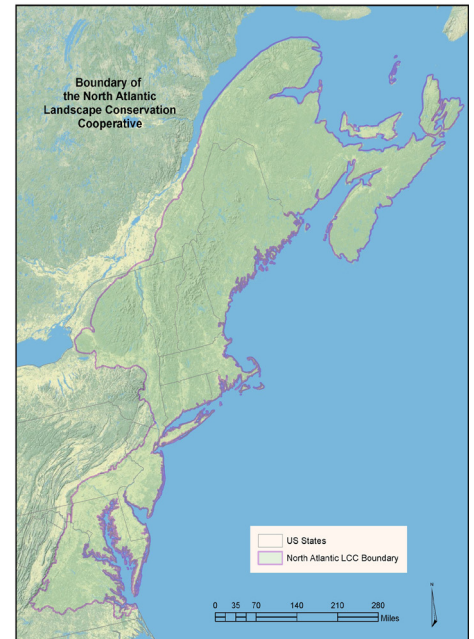 Boundary of
the North Atlantic
Landscape Conservation
Cooperative
US States
North Atlantic LCC Boundary
N
0 35 70 140 210 280
Miles